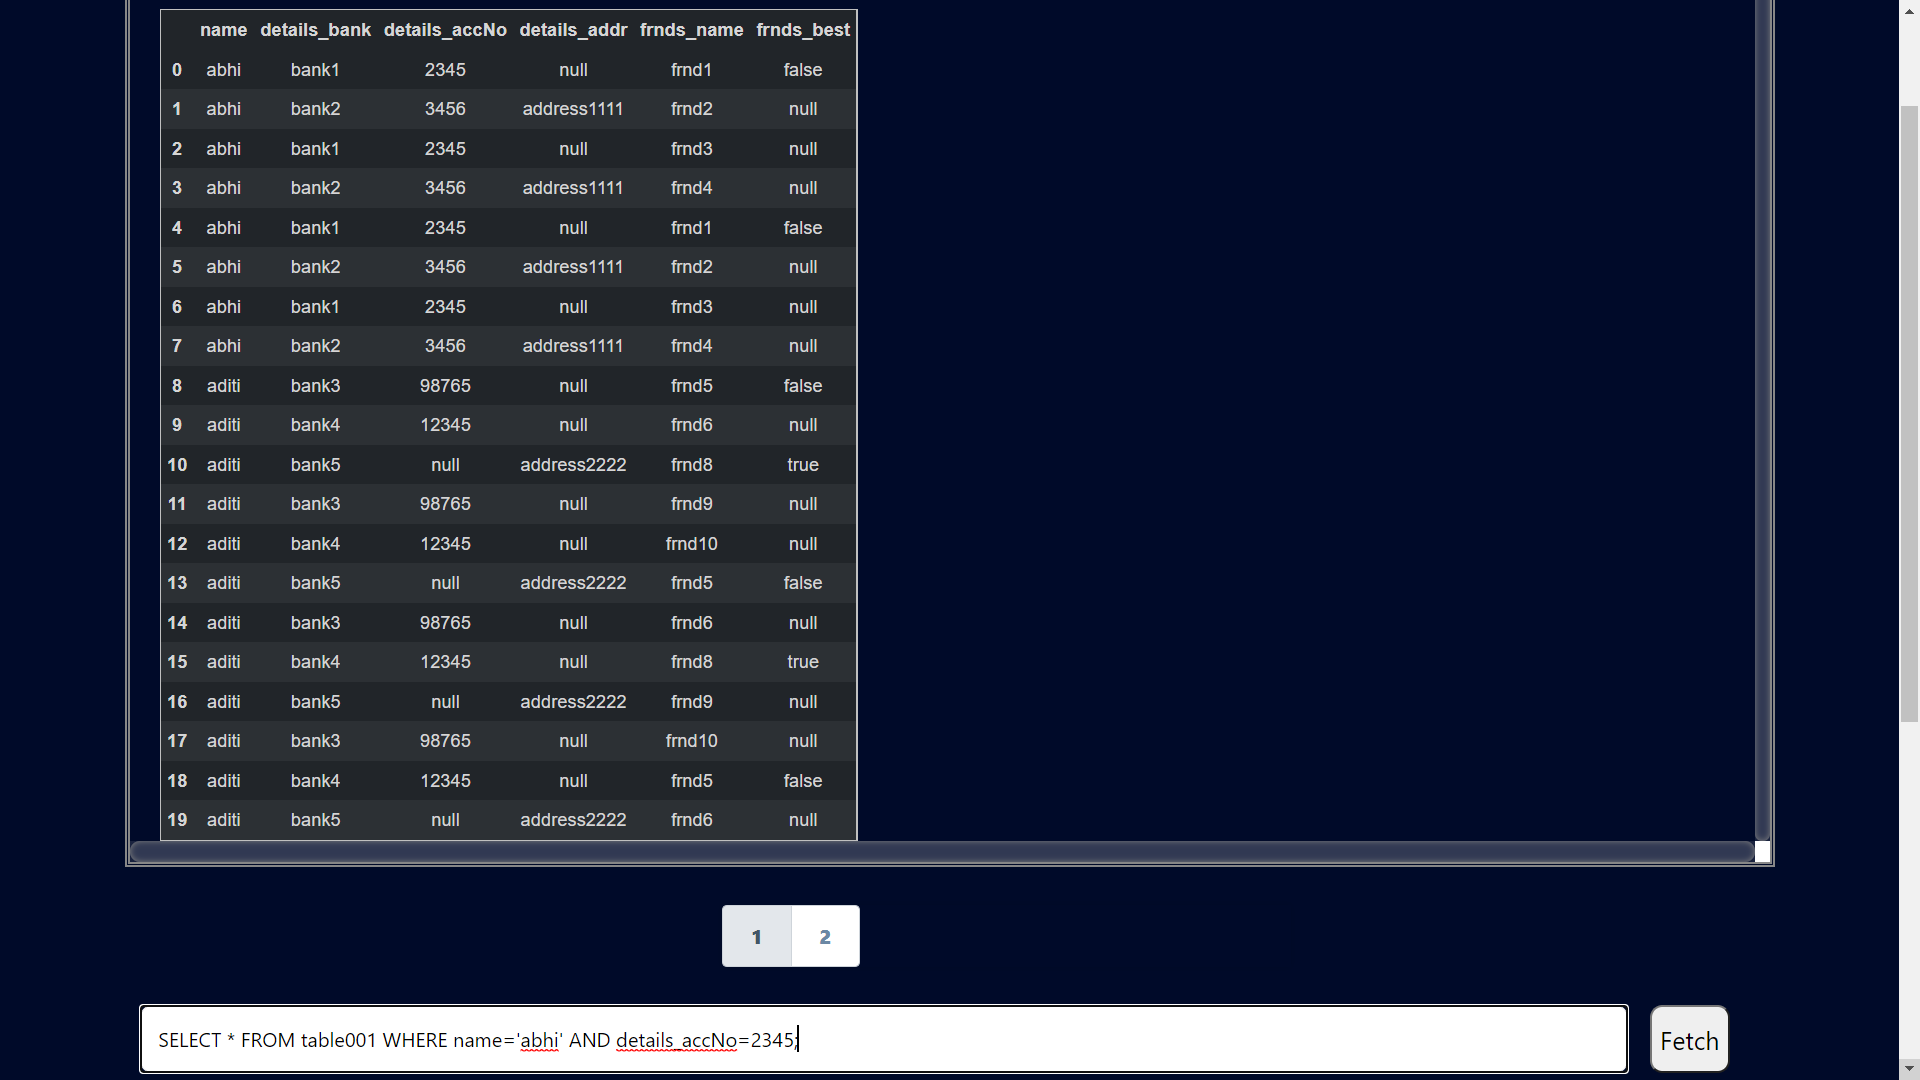 name details_bank details_accNo details_addr frnds_name frnds_best
0 abhi bank1 2345 null frnd1 false
1 abhi bank2 3456 address1111 frnd2 null
2 abhi bank1 2345 null frnd3 null
3 abhi bank2 3456 address1111 frnd4 null
4 abhi bank1 2345 null frnd1 false
5 abhi bank2 3456 address1111 frnd2 null
6 abhi bank1 2345 null frnd3 null
7 abhi bank2 3456 address1111 frnd4 null
8 aditi bank3 98765 null frnd5 false
9 aditi bank4 12345 null frnd6 null
10 aditi bank5 null address2222 frnd8 true
11 aditi bank3 98765 null frnd9 null
12 aditi bank4 12345 null frnd10 null
13 aditi bank5 null address2222 frnd5 false
14 aditi bank3 98765 null frnd6 null
15 aditi bank4 12345 null frnd8 true
16 aditi bank5 null address2222 frnd9 null
17 aditi bank3 98765 null frnd10 null
18 aditi bank4 12345 null frnd5 false
19 aditi bank5 null address2222 frnd6 null
1 2
SELECT * FROM table001 WHERE name='abhi' AND details_accNo=2345;
Fetch